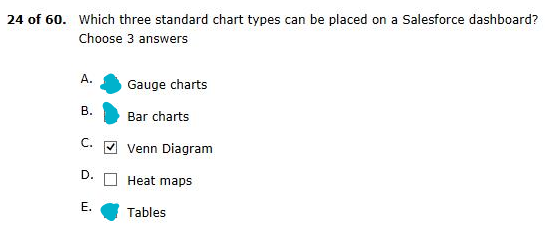 24 of 60. Which three standard chart types can be placed on a Salesforce dashboard?
Choose 3 answers
A. Gauge charts
B. Bar charts
C. Venn Diagram
D. Heat maps
E. Tables